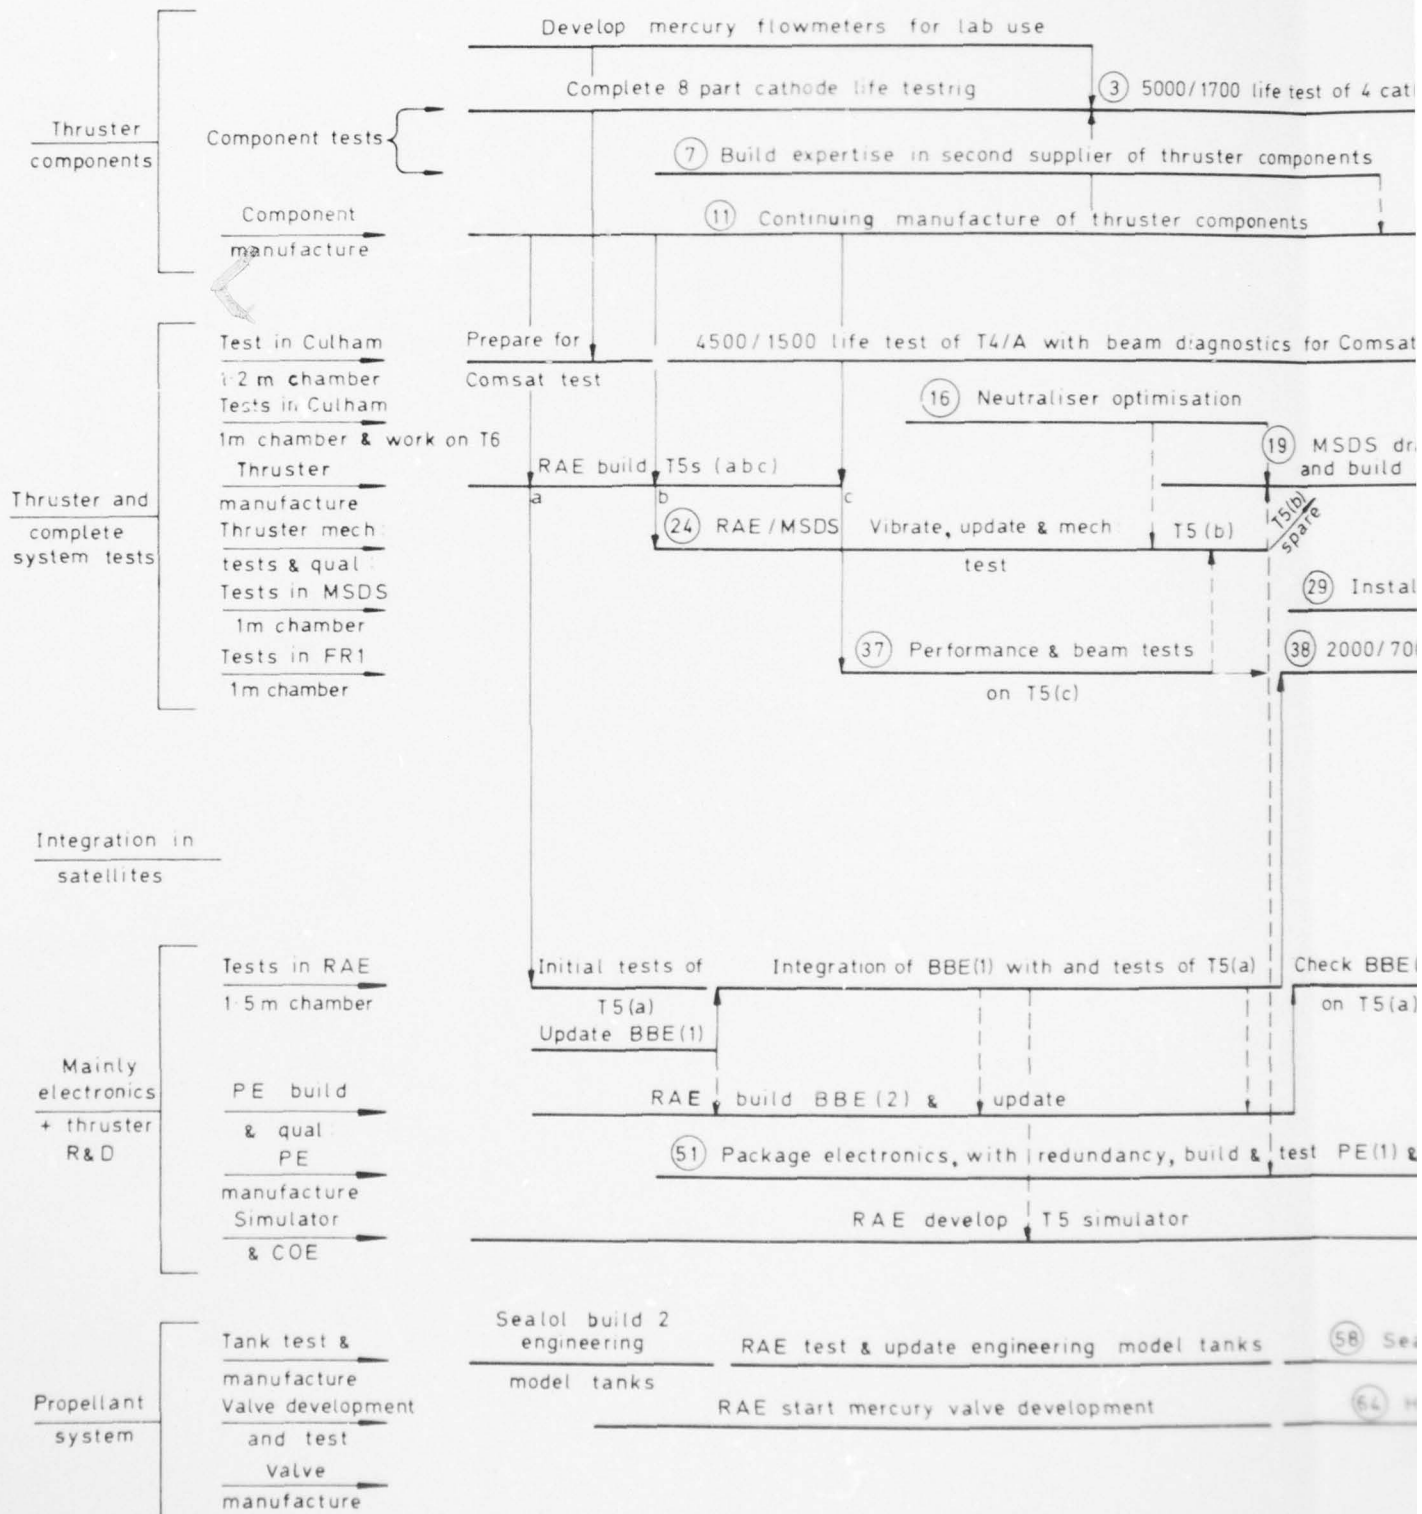 Develop mercury flowmeters for lab use
Complete 8 part cathode life testrig
3 5000/1700 life test of 4
Thruster
components
Component tests
7 Build expertise in second supplier of thruster components
Component
manufacture
11 Continuing manufacture of thruster components
Test in Culham
1·2 m chamber
Prepare for
Comsat test
4500/1500 life test of T4/A with beam diagnostics for Comsat
Tests in Culham
1m chamber & work on T6
16 Neutraliser optimisation
Thruster
manufacture
RAE build T5s (abc)
a
b
c
19 MSDS
and build
Thruster and
complete
system tests
Thruster mech
tests & qual
24 RAE/MSDS Vibrate, update & mech
test
T5(b)
T5(b)
spare
Tests in MSDS
1m chamber
29
Tests in FR1
1m chamber
37 Performance & beam tests
on T5(c)
38
Integration in
satellites
Tests in RAE
1·5m chamber
Initial tests of
T5(a)
Integration of BBE(1) with and tests of T5(a)
Check BBE(
on T5(a)
Update BBE(1)
Mainly
electronics
+ thruster
R&D
PE build
& qual
RAE build BBE(2) & update
PE
manufacture
51 Package electronics, with redundancy, build & test PE(1) &
Simulator
& COE
RAE develop T5 simulator
Propellant
system
Tank test &
manufacture
Sealol build 2
engineering
model tanks
RAE test & update engineering model tanks
58
Valve development
and test
RAE start mercury valve development
64
Valve
manufacture